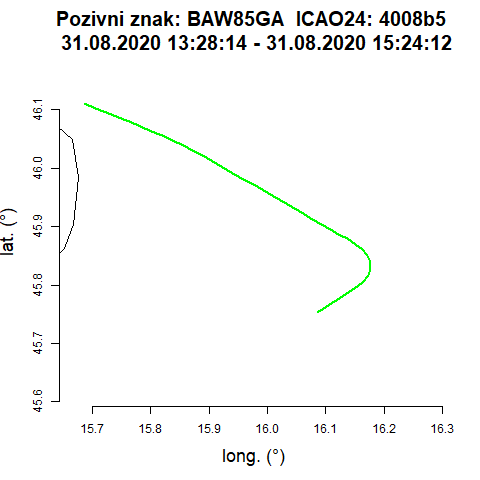 Pozivni znak: BAW85GA  ICAO24: 4008b5
31.08.2020 13:28:14 - 31.08.2020 15:24:12
lat. (°)
46.1
46.0
45.9
45.8
45.7
45.6
15.7 15.8 15.9 16.0 16.1 16.2 16.3
long. (°)